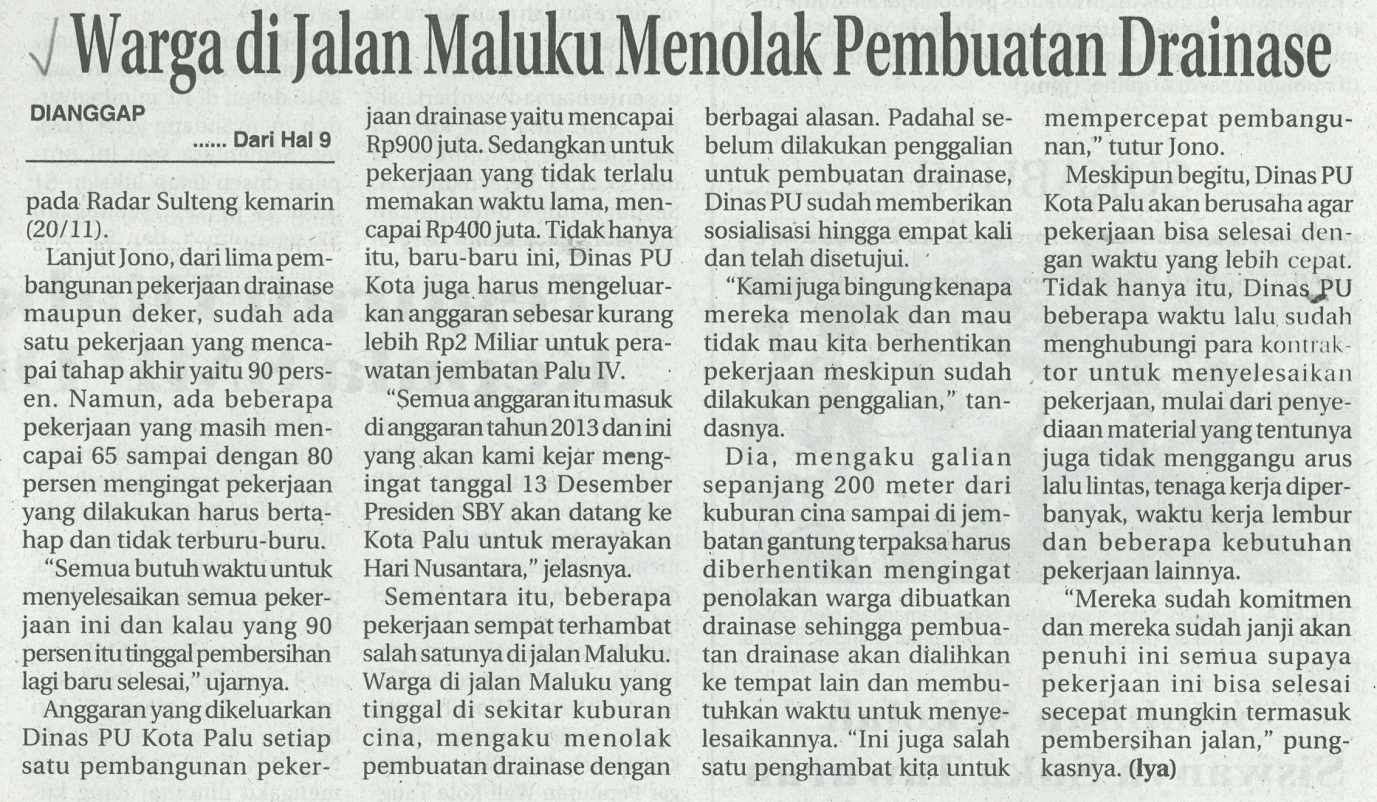 Warga di Jalan Maluku Menolak Pembuatan Drainase
DIANGGAP
...... Dari Hal 9
pada Radar Sulteng kemarin
(20/11).
Lanjut Jono, dari lima pem-
bangunan pekerjaan drainase
maupun deker, sudah ada
satu pekerjaan yang menca-
pai tahap akhir yaitu 90 pers-
en. Namun, ada beberapa
pekerjaan yang masih men-
capai 65 sampai dengan 80
persen mengingat pekerjaan
yang dilakukan harus berta-
hap dan tidak terburu-buru.
“Semua butuh waktu untuk
menyelesaikan semua peker-
jaan ini dan kalau yang 90
persen itu tinggal pembersihan
lagi baru selesai,” ujarnya.
Anggaran yang dikeluarkan
Dinas PU Kota Palu setiap
satu pembangunan peker-
jaan drainase yaitu mencapai
Rp900 juta. Sedangkan untuk
pekerjaan yang tidak terlalu
memakan waktu lama, men-
capai Rp400 juta. Tidak hanya
itu, baru-baru ini, Dinas PU
Kota juga harus mengeluar-
kan anggaran sebesar kurang
lebih Rp2 Miliar untuk pera-
watan jembatan Palu IV.
“Semua anggaran itu masuk
di anggaran tahun 2013 dan ini
yang akan kami kejar meng-
ingat tanggal 13 Desember
Presiden SBY akan datang ke
Kota Palu untuk merayakan
Hari Nusantara,” jelasnya.
Sementara itu, beberapa
pekerjaan sempat terhambat
salah satunya di jalan Maluku.
Warga di jalan Maluku yang
tinggal di sekitar kuburan
cina, mengaku menolak
pembuatan drainase dengan
berbagai alasan. Padahal se-
belum dilakukan penggalian
untuk pembuatan drainase,
Dinas PU sudah memberikan
sosialisasi hingga empat kali
dan telah disetujui.
“Kami juga bingung kenapa
mereka menolak dan mau
tidak mau kita berhentikan
pekerjaan meskipun sudah
dilakukan penggalian,” tan-
dasnya.
Dia, mengaku galian
sepanjang 200 meter dari
kuburan cina sampai di jem-
batan gantung terpaksa harus
diberhentikan mengingat
penolakan warga dibuatkan
drainase sehingga pembua-
tan drainase akan dialihkan
ke tempat lain dan membu-
tuhkan waktu untuk menye-
lesaikannya. “Ini juga salah
satu penghambat kita untuk
mempercepat pembangu-
nan,” tutur Jono.
Meskipun begitu, Dinas PU
Kota Palu akan berusaha agar
pekerjaan bisa selesai den-
gan waktu yang lebih cepat.
Tidak hanya itu, Dinas PU
beberapa waktu lalu sudah
menghubungi para kontrak-
tor untuk menyelesaikan
pekerjaan, mulai dari penye-
diaan material yang tentunya
juga tidak menggangu arus
lalu lintas, tenaga kerja diper-
banyak, waktu kerja lembur
dan beberapa kebutuhan
pekerjaan lainnya.
“Mereka sudah komitmen
dan mereka sudah janji akan
penuhi ini semua supaya
pekerjaan ini bisa selesai
secepat mungkin termasuk
pembersihan jalan,” pung-
kasnya. (lya)